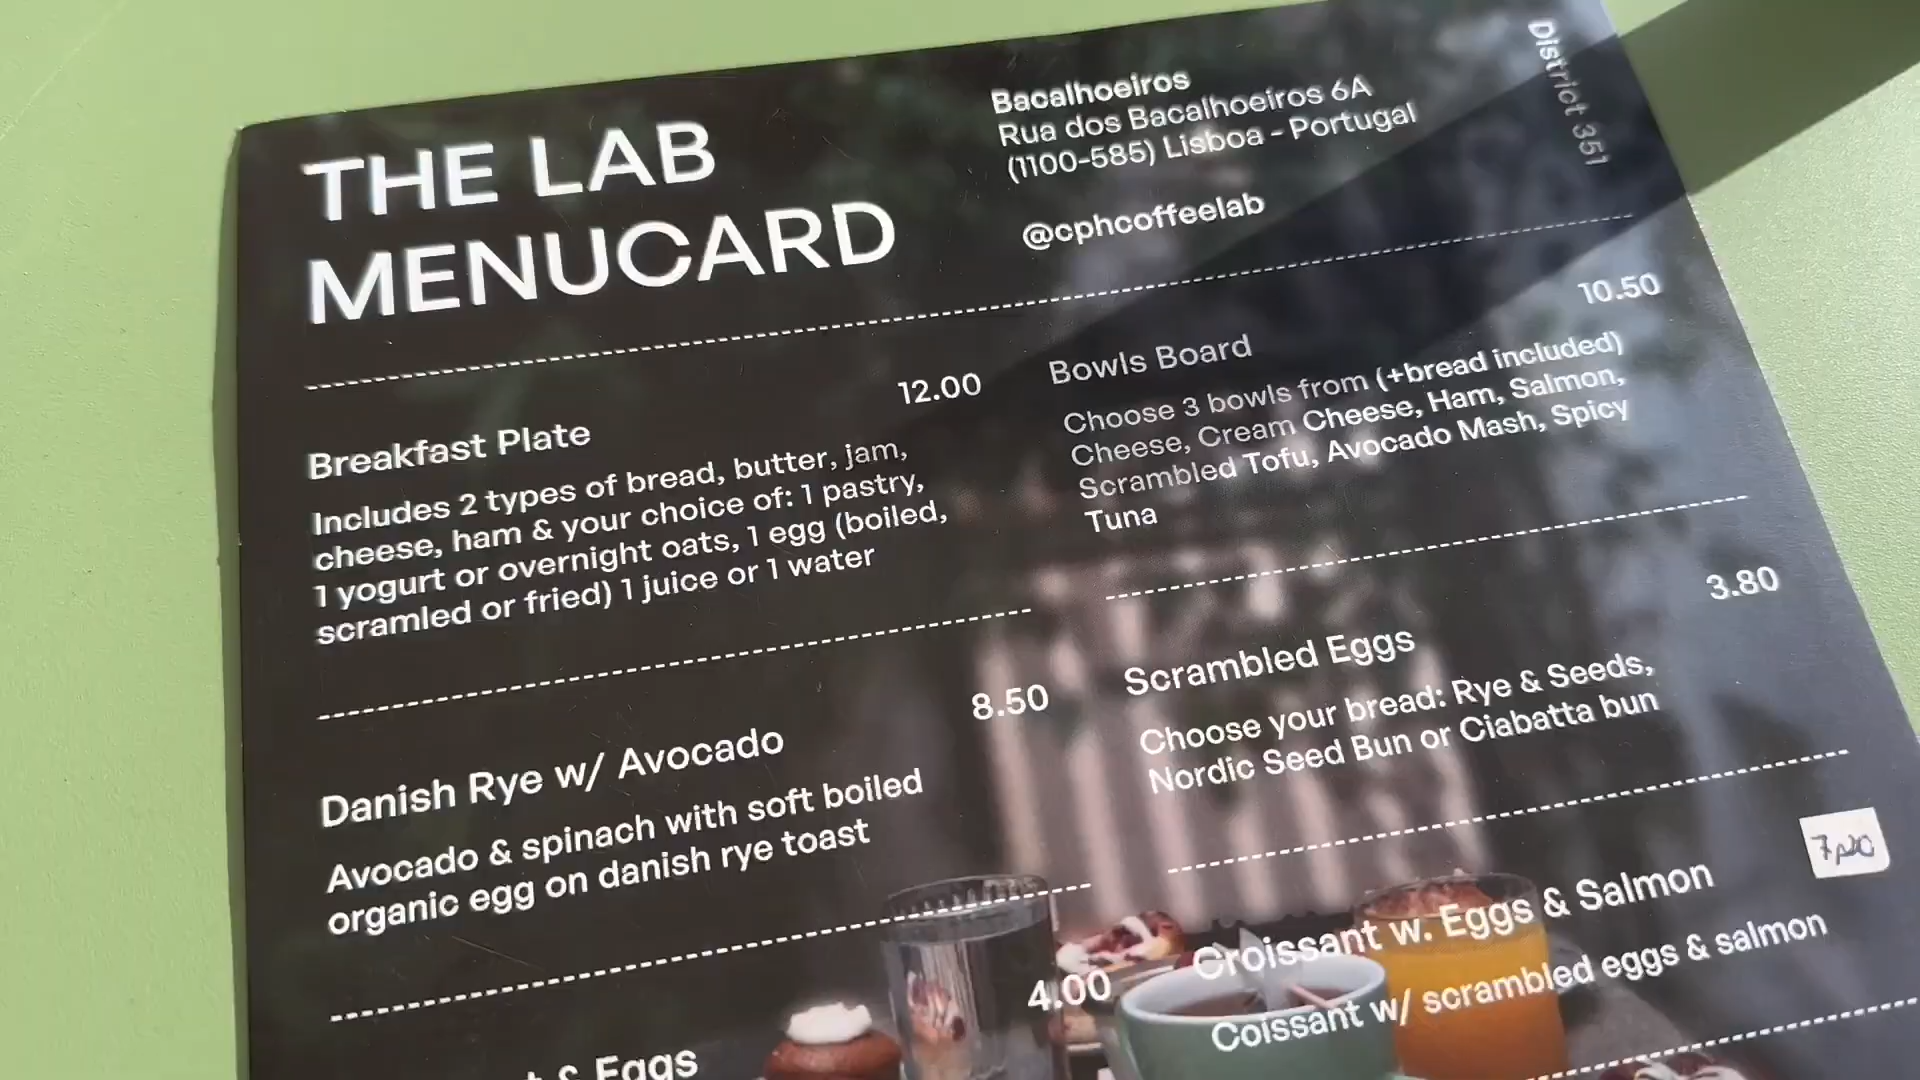 THE LAB
MENUCARD
Bacalhoeiros
Rua dos Bacalhoeiros 6A
(1100-585) Lisboa - Portugal
@cphcoffeelab
District 351
12.00
Breakfast Plate
Includes 2 types of bread, butter, jam,
cheese, ham & your choice of: 1 pastry,
1 yogurt or overnight oats, 1 egg (boiled,
scramled or fried) 1 juice or 1 water
8.50
Danish Rye w/ Avocado
Avocado & spinach with soft boiled
organic egg on danish rye toast
4.00
& Eggs
10.50
Bowls Board
Choose 3 bowls from (+bread included)
Cheese, Cream Cheese, Ham, Salmon,
Scrambled Tofu, Avocado Mash, Spicy
Tuna
3.80
Scrambled Eggs
Choose your bread: Rye & Seeds,
Nordic Seed Bun or Ciabatta bun
Croissant w. Eggs & Salmon
Coissant w/ scrambled eggs & salmon